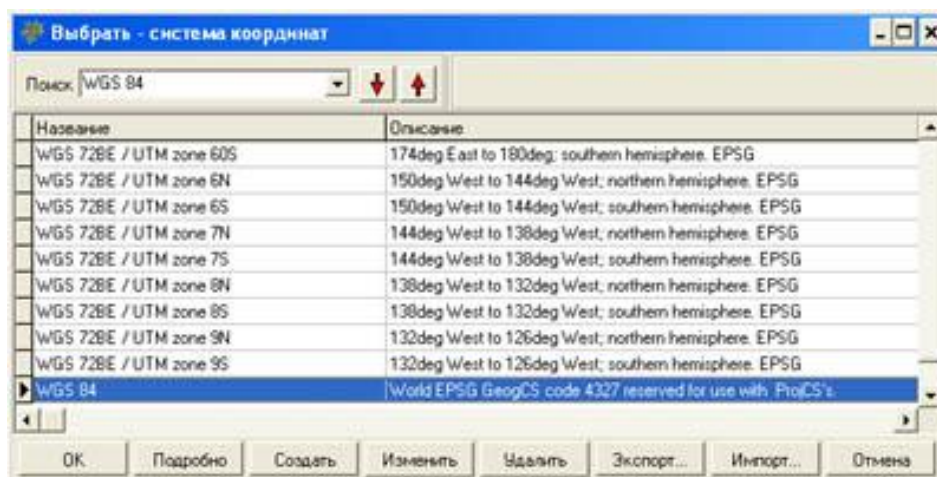 Выбрать - система координат
Поиск WGS 84
Название Описание
WGS 72BE / UTM zone 60S 174deg East to 180deg; southern hemisphere. EPSG
WGS 72BE / UTM zone 6N 150deg West to 144deg West; northern hemisphere. EPSG
WGS 72BE / UTM zone 6S 150deg West to 144deg West; southern hemisphere. EPSG
WGS 72BE / UTM zone 7N 144deg West to 138deg West; northern hemisphere. EPSG
WGS 72BE / UTM zone 7S 144deg West to 138deg West; southern hemisphere. EPSG
WGS 72BE / UTM zone 8N 138deg West to 132deg West; northern hemisphere. EPSG
WGS 72BE / UTM zone 8S 138deg West to 132deg West; southern hemisphere. EPSG
WGS 72BE / UTM zone 9N 132deg West to 126deg West; northern hemisphere. EPSG
WGS 72BE / UTM zone 9S 132deg West to 126deg West; southern hemisphere. EPSG
WGS 84 World EPSG GeogCS code 4327 reserved for use with ProjCS's.
OK Подробно Создать Изменить Удалить Экспорт... Импорт... Отмена